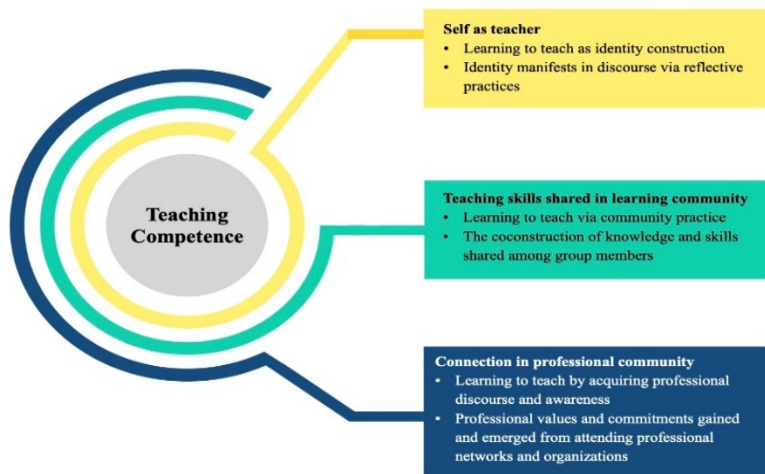 Self as teacher
• Learning to teach as identity construction
• Identity manifests in discourse via reflective
practices
Teaching
Competence
Teaching skills shared in learning community
• Learning to teach via community practice
• The coconstruction of knowledge and skills
shared among group members
Connection in professional community
• Learning to teach by acquiring professional
discourse and awareness
• Professional values and commitments gained
and emerged from attending professional
networks and organizations